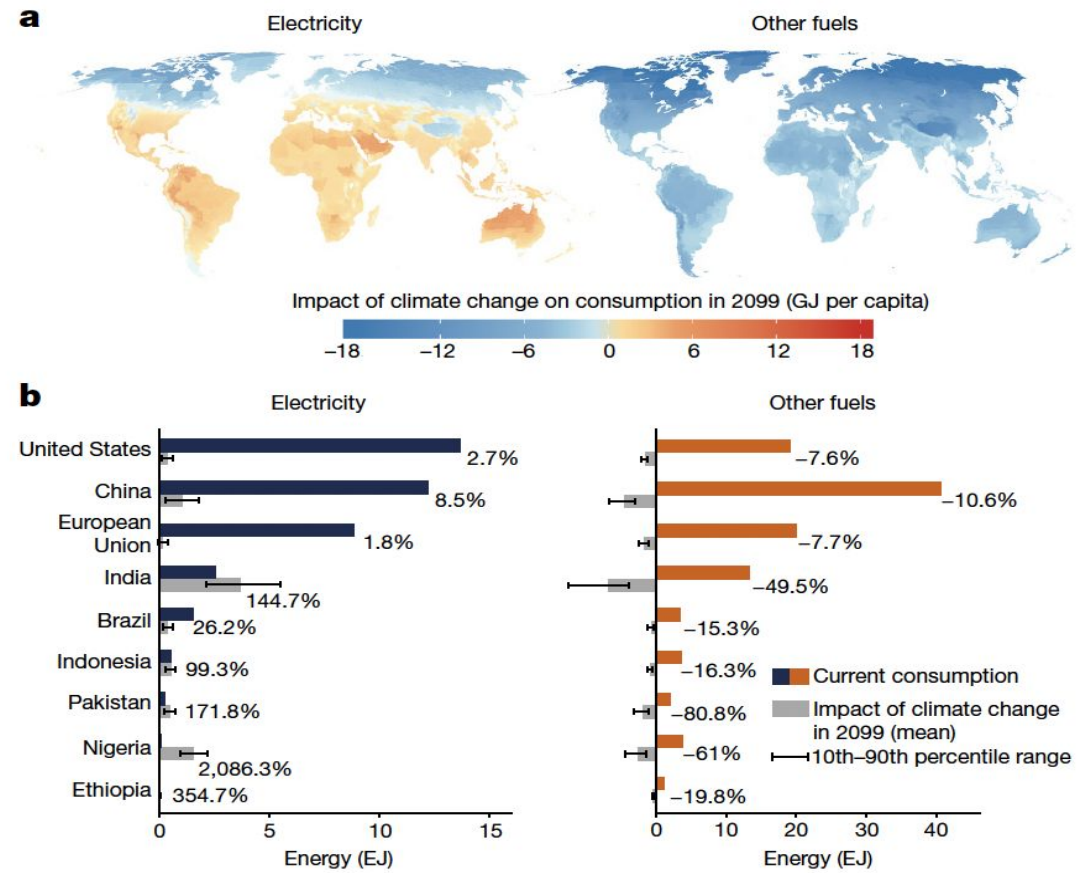 a
Electricity
Other fuels
Impact of climate change on consumption in 2099 (GJ per capita)
−18 −12 −6 0 6 12 18
b
Electricity
Other fuels
United States
2.7%
−7.6%
China
8.5%
−10.6%
European
Union
1.8%
−7.7%
India
144.7%
−49.5%
Brazil
26.2%
−15.3%
Indonesia
99.3%
−16.3%
Current consumption
Pakistan
171.8%
−80.8%
Impact of climate change
in 2099 (mean)
Nigeria
2,086.3%
−61%
10th–90th percentile range
Ethiopia
354.7%
−19.8%
0 5 10 15
0 10 20 30 40
Energy (EJ)
Energy (EJ)